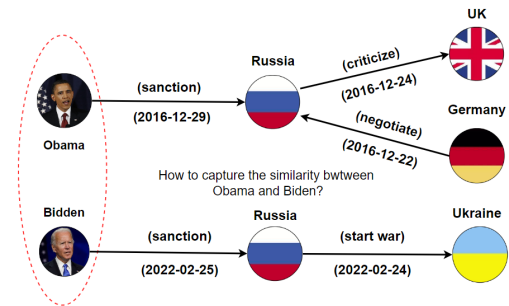 UK
Russia
(criticize)
(sanction)
(2016-12-24)
Germany
(2016-12-29)
(negotiate)
(2016-12-22)
Obama
How to capture the similarity bwtween
Obama and Biden?
Bidden
Russia
Ukraine
(sanction)
(start war)
(2022-02-25)
(2022-02-24)